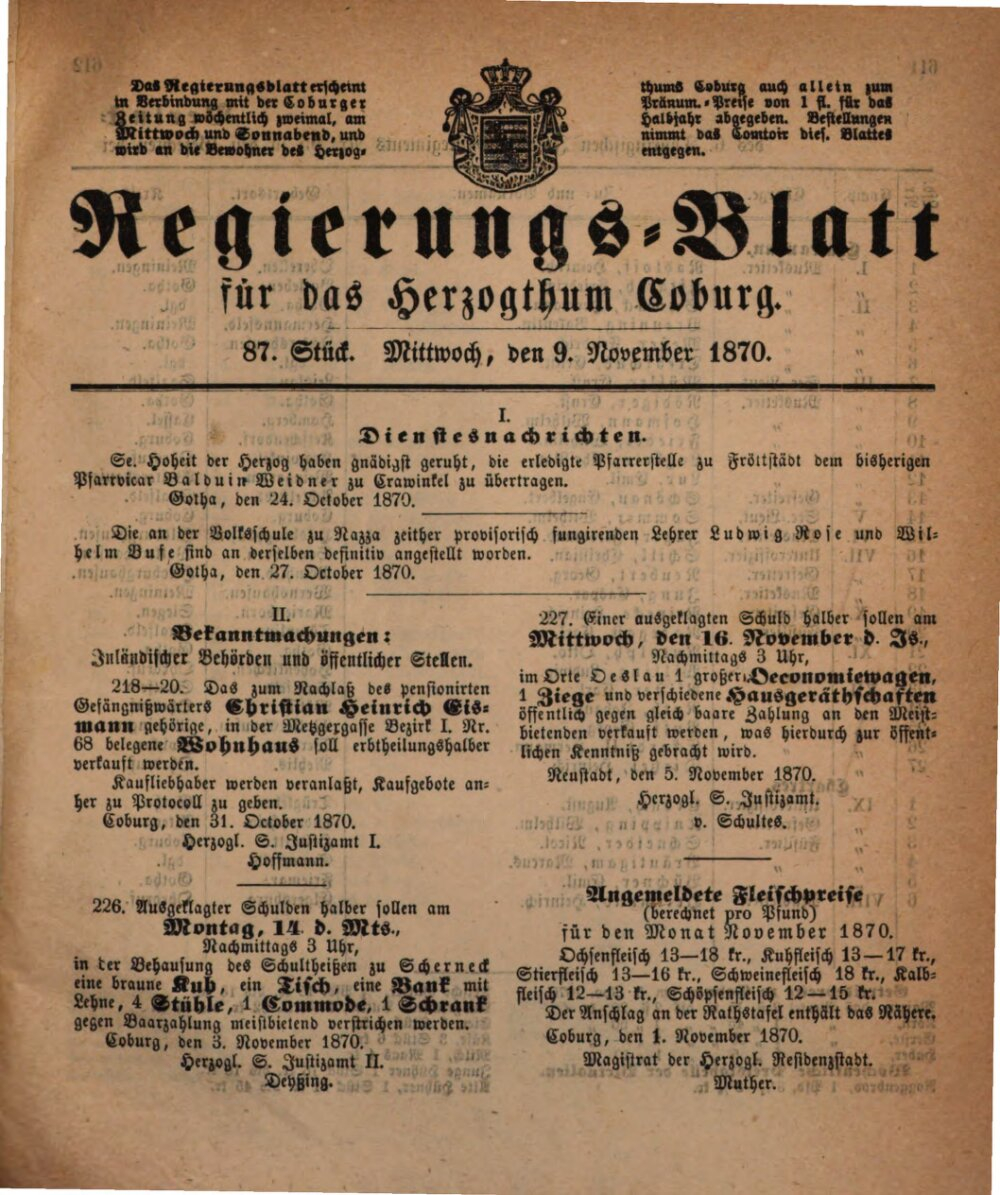 Das Regierungsblatt erscheint
in Verbindung mit der Coburger
Zeitung wöchentlich zweimal, am
Mittwoch und Sonnabend, und
wird an die Bewohner des Herzog-
thums Coburg auch allein zum
Pränum.-Preise von 1 fl. für das
Halbjahr abgegeben. Bestellungen
nimmt das Comtoir dies. Blattes
entgegen.
Regierungs-Blatt
für das Herzogthum Coburg.
87. Stück. Mittwoch, den 9. November 1870.
I.
Dienstesnachrichten.
Se. Hoheit der Herzog haben gnädigst geruht, die erledigte Pfarrerstelle zu Fröttstädt dem bisherigen
Pfarrvicar Balduin Weidner zu Crawinkel zu übertragen.
Gotha, den 24. October 1870.
Die an der Volksschule zu Nazza zeither provisorisch fungirenden Lehrer Ludwig Rose und Wil-
helm Bufe sind an derselben definitiv angestellt worden.
Gotha, den 27. October 1870.
II.
Bekanntmachungen:
Inländischer Behörden und öffentlicher Stellen.
218—20. Das zum Nachlaß des pensionirten
Gefängnißwärters Christian Heinrich Eis-
mann gehörige, in der Metzgergasse Bezirk I. Nr.
68 belegene Wohnhaus soll erbtheilungshalber
verkauft werden.
Kaufliebhaber werden veranlaßt, Kaufgebote an-
her zu Protocoll zu geben.
Coburg, den 31. October 1870.
Herzogl. S. Justizamt I.
Hoffmann.
226. Ausgeklagter Schulden halber sollen am
Montag, 14. d. Mts.,
Nachmittags 3 Uhr,
in der Behausung des Schultheißen zu Scherneck
eine braune Kuh, ein Tisch, eine Bank mit
Lehne, 4 Stühle, 1 Commode, 1 Schrank
gegen Baarzahlung meistbietend verstrichen werden.
Coburg, den 3. November 1870.
Herzogl. S. Justizamt II.
Deyßing.
227. Einer ausgeklagten Schuld halber sollen am
Mittwoch, den 16. November d. Js.,
Nachmittags 3 Uhr,
im Orte Oeslau 1 großer Oeconomiewagen,
1 Ziege und verschiedene Hausgeräthschaften
öffentlich gegen gleich baare Zahlung an den Meist-
bietenden verkauft werden, was hierdurch zur öffent-
lichen Kenntniß gebracht wird.
Neustadt, den 5. November 1870.
Herzogl. S. Justizamt.
v. Schultes.
Angemeldete Fleischpreise
(berechnet pro Pfund)
für den Monat November 1870.
Ochsenfleisch 13—18 kr., Kuhfleisch 13—17 kr.,
Stierfleisch 13—16 kr., Schweinefleisch 18 kr., Kalb-
fleisch 12—13 kr., Schöpsenfleisch 12—15 kr.
Der Anschlag an der Rathstafel enthält das Nähere.
Coburg, den 1. November 1870.
Magistrat der Herzogl. Residenzstadt.
Muther.